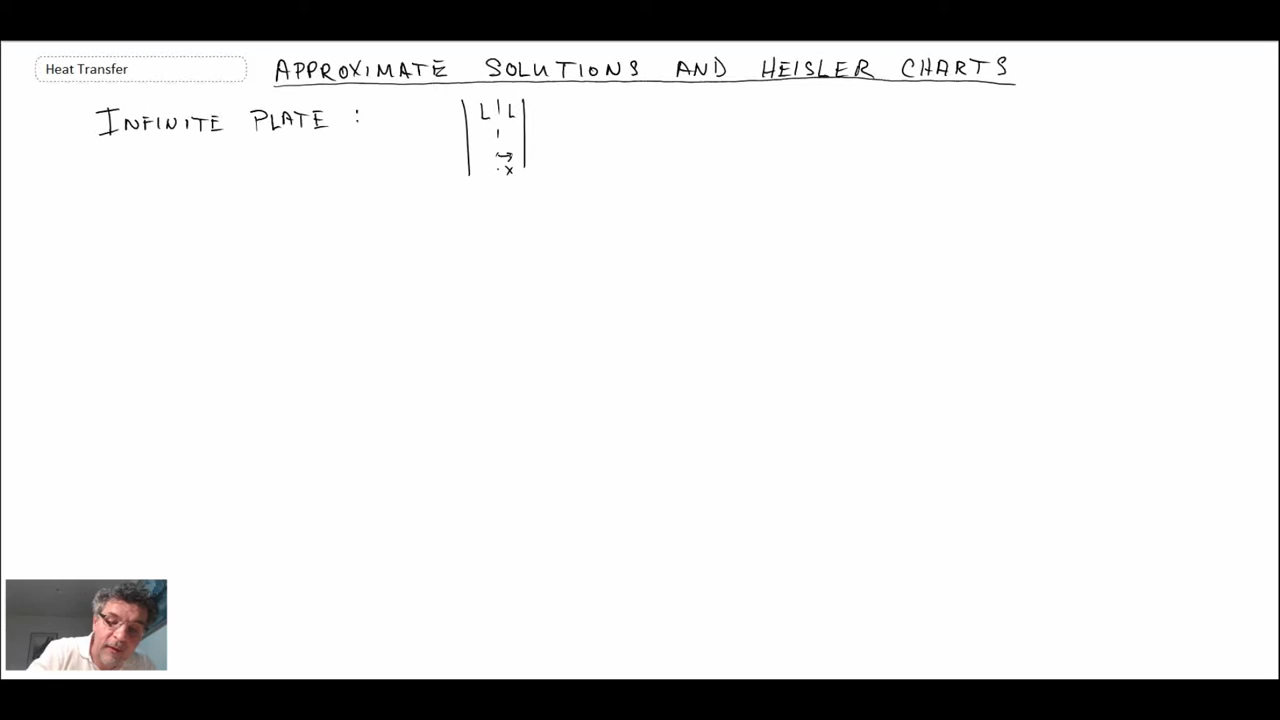 Heat Transfer
APPROXIMATE SOLUTIONS AND HEISLER CHARTS
INFINITE PLATE :
L L
x